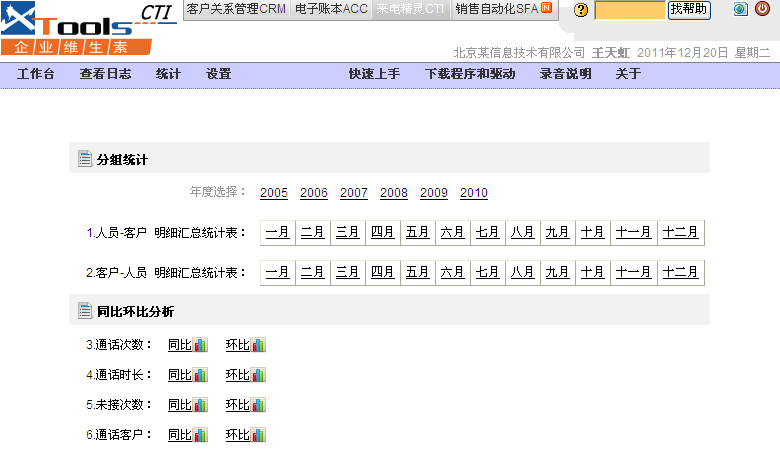 XTools CTI
企业维生素
客户关系管理CRM 电子账本ACC 来电精灵CTI 销售自动化SFA N ? 找帮助
北京某信息技术有限公司 王天虹 2011年12月20日 星期二
工作台 查看日志 统计 设置 快速上手 下载程序和驱动 录音说明 关于
分组统计
年度选择： 2005 2006 2007 2008 2009 2010
1.人员-客户 明细汇总统计表： 一月 二月 三月 四月 五月 六月 七月 八月 九月 十月 十一月 十二月
2.客户-人员 明细汇总统计表： 一月 二月 三月 四月 五月 六月 七月 八月 九月 十月 十一月 十二月
同比环比分析
3.通话次数： 同比 环比
4.通话时长： 同比 环比
5.未接次数： 同比 环比
6.通话客户： 同比 环比